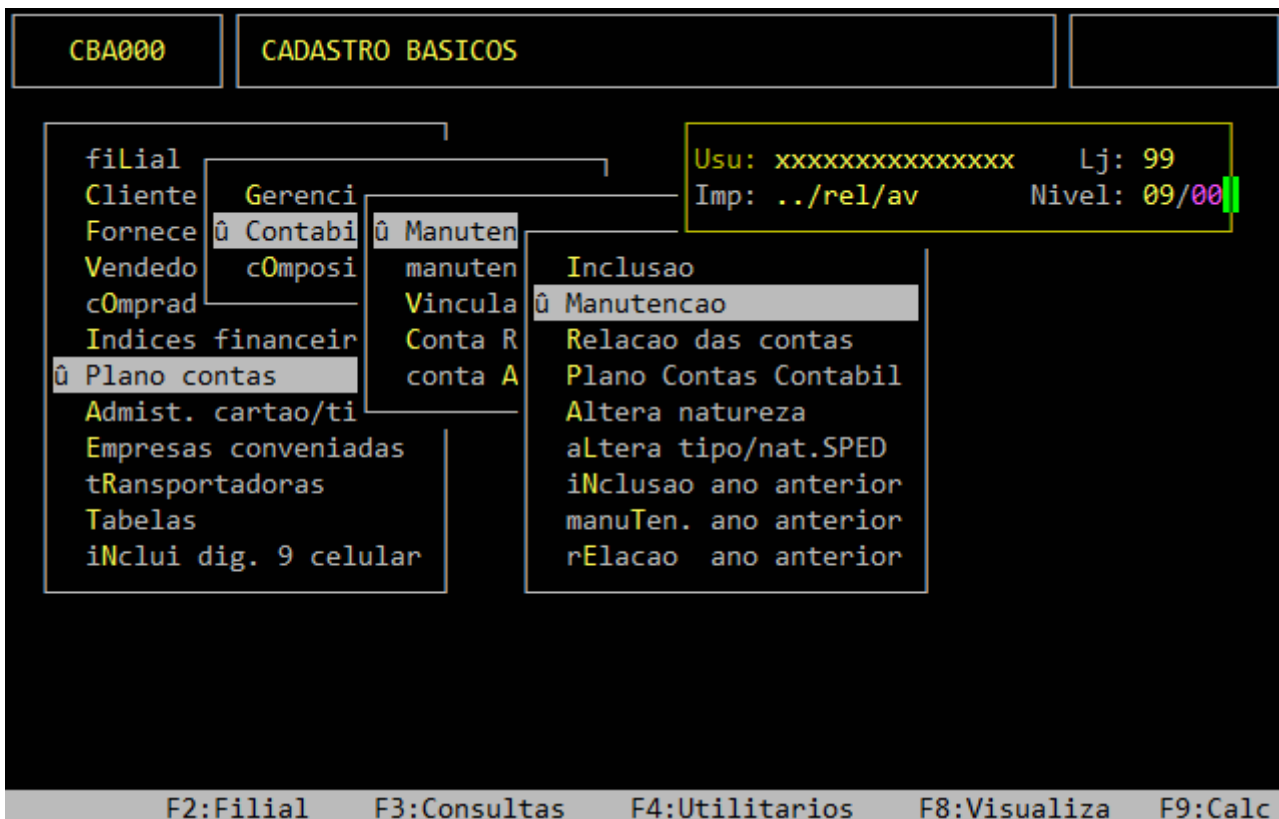 CBA000 CADASTRO BASICOS
Usu: xxxxxxxxxxxxxxx Lj: 99
Imp: ../rel/av Nivel: 09/00
fiLial
Cliente
Fornece
Vendedo
cOmprad
Indices financeir
û Plano contas
Admist. cartao/ti
Empresas conveniadas
tRansportadoras
Tabelas
iNclui dig. 9 celular
Gerenci
û Contabi
cOmposi
û Manuten
manuten
Vincula
Conta R
conta A
Inclusao
û Manutencao
Relacao das contas
Plano Contas Contabil
Altera natureza
aLtera tipo/nat.SPED
iNclusao ano anterior
manuTen. ano anterior
rElacao ano anterior
F2:Filial F3:Consultas F4:Utilitarios F8:Visualiza F9:Calc